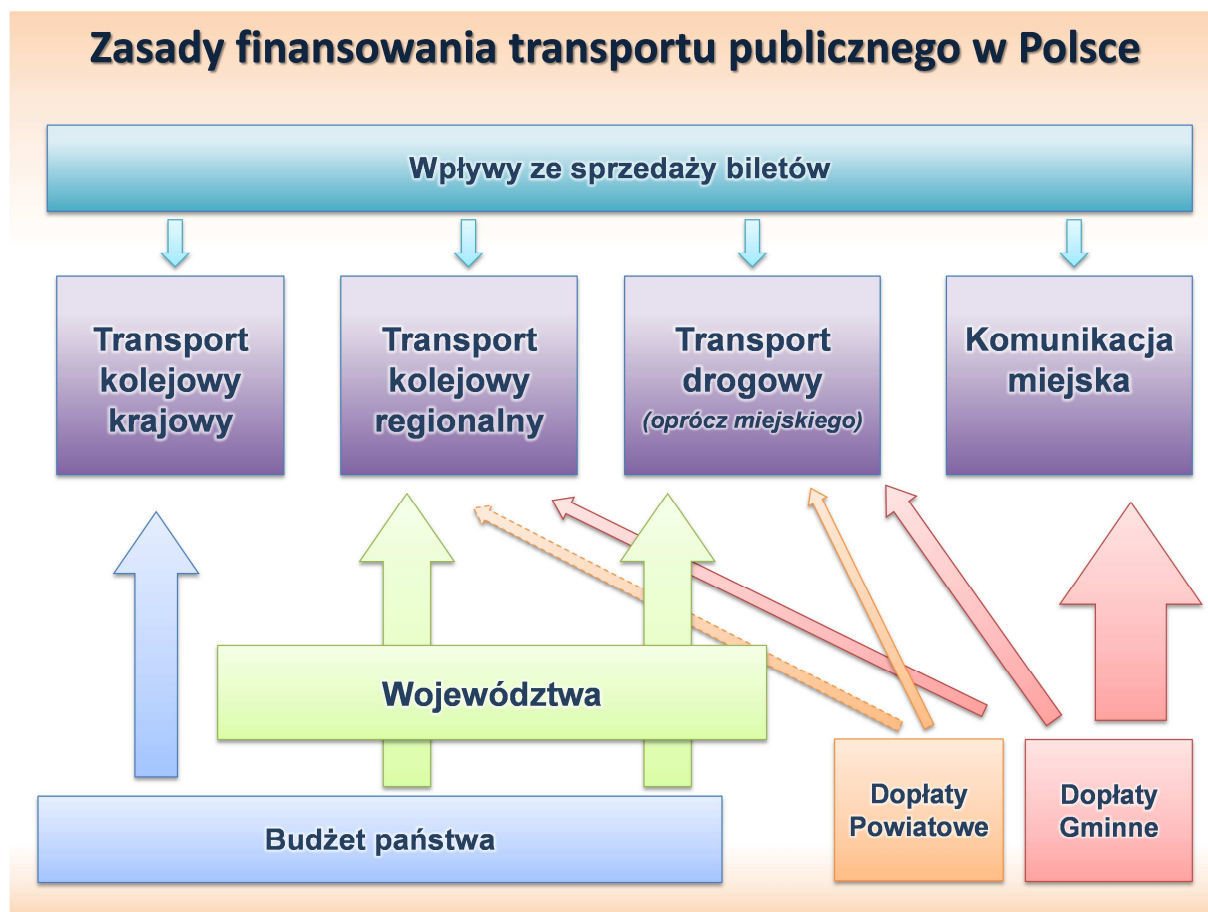 Zasady finansowania transportu publicznego w Polsce
Wpływy ze sprzedaży biletów
Transport
kolejowy
krajowy
Transport
kolejowy
regionalny
Transport
drogowy
(oprócz miejskiego)
Komunikacja
miejska
Województwa
Budżet państwa
Dopłaty
Powiatowe
Dopłaty
Gminne